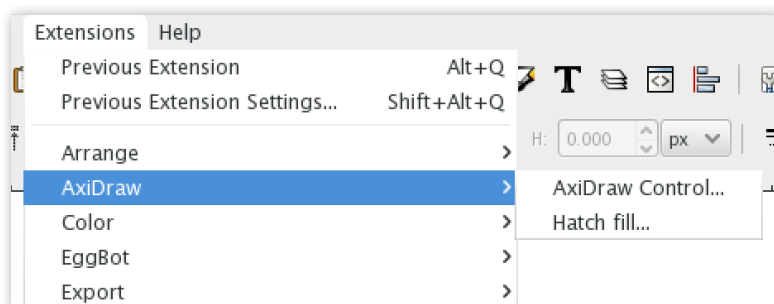 Extensions Help
Previous Extension Alt+Q
Previous Extension Settings... Shift+Alt+Q
H: 0.000 px
Arrange
AxiDraw AxiDraw Control...
Color Hatch fill...
EggBot
Export